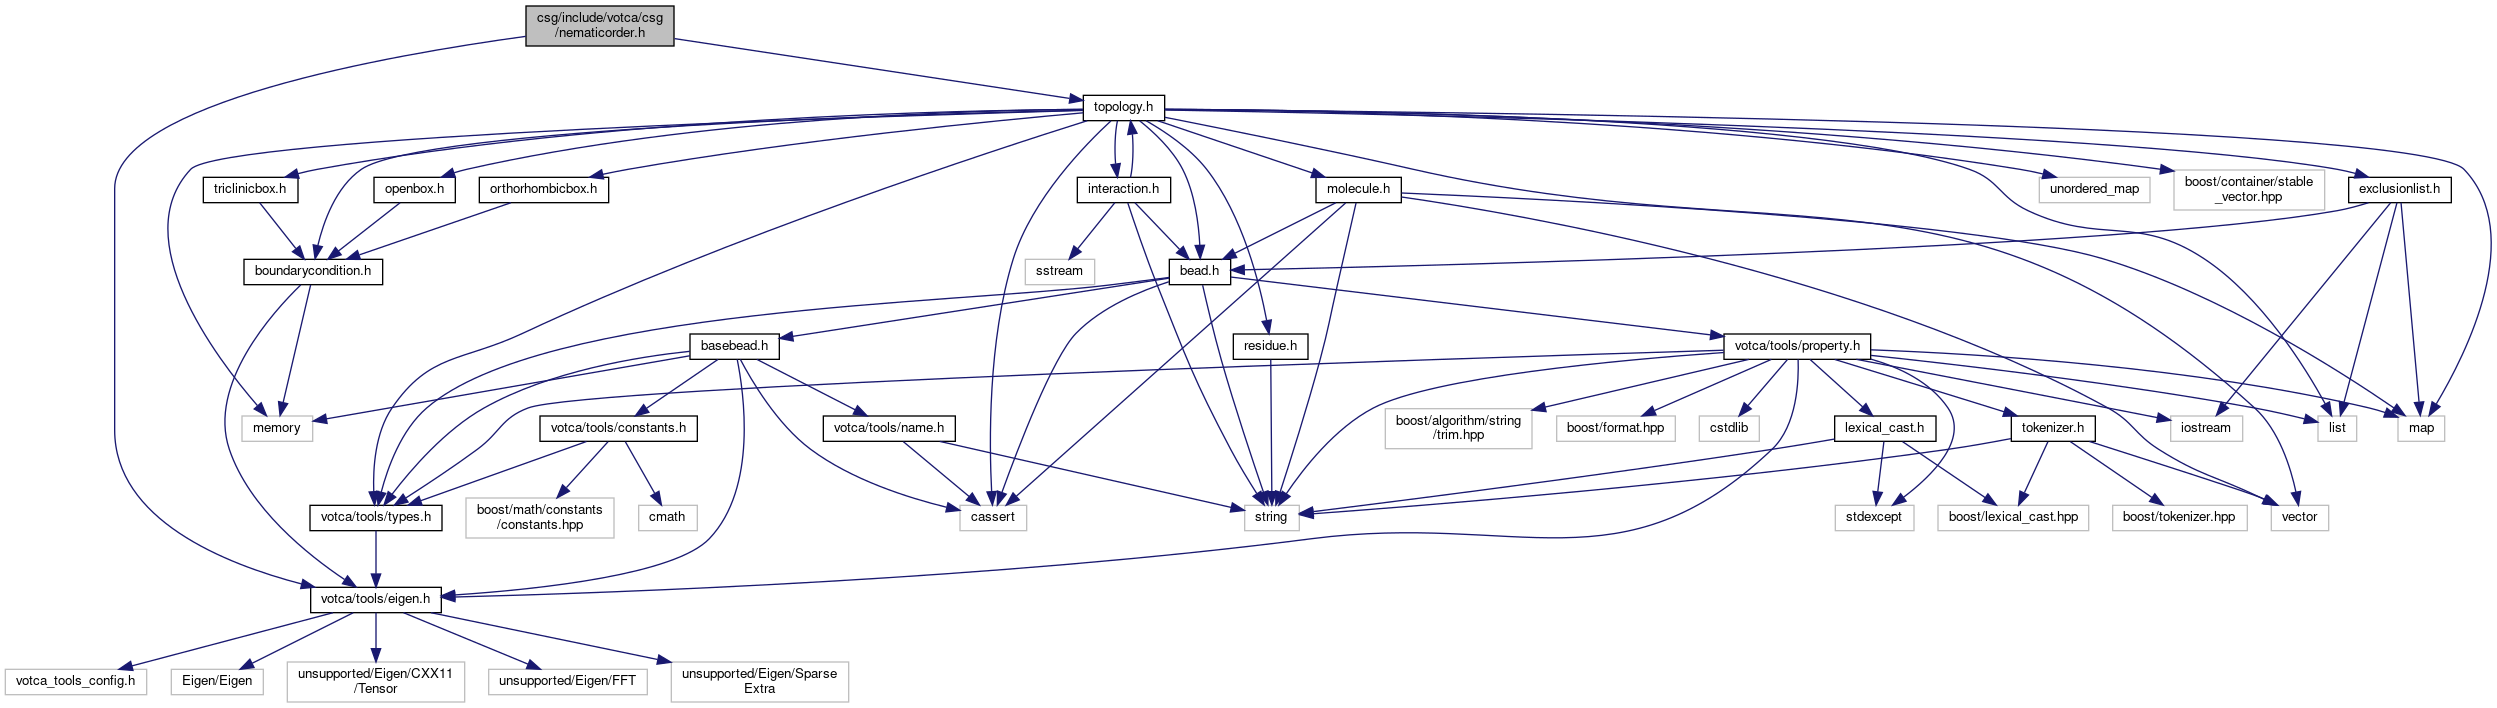 csg/include/votca/csg
/nematicorder.h
topology.h
triclinicbox.h
openbox.h
orthorhombicbox.h
interaction.h
molecule.h
unordered_map
boost/container/stable
_vector.hpp
exclusionlist.h
boundarycondition.h
sstream
bead.h
basebead.h
residue.h
votca/tools/property.h
memory
votca/tools/constants.h
votca/tools/name.h
boost/algorithm/string
/trim.hpp
boost/format.hpp
cstdlib
lexical_cast.h
tokenizer.h
iostream
list
map
votca/tools/types.h
boost/math/constants
/constants.hpp
cmath
cassert
string
stdexcept
boost/lexical_cast.hpp
boost/tokenizer.hpp
vector
votca/tools/eigen.h
votca_tools_config.h
Eigen/Eigen
unsupported/Eigen/CXX11
/Tensor
unsupported/Eigen/FFT
unsupported/Eigen/Sparse
Extra